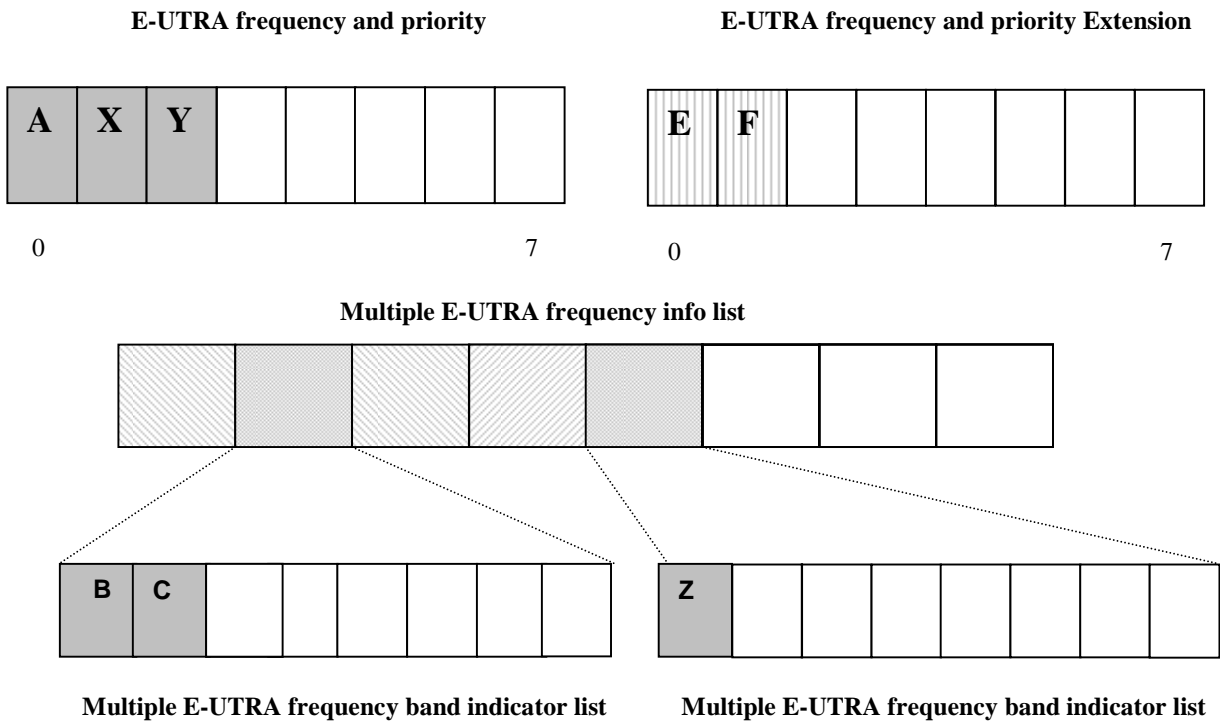 E-UTRA frequency and priority
E-UTRA frequency and priority Extension
A X Y
E F
0 7
0 7
Multiple E-UTRA frequency info list
B C
Z
Multiple E-UTRA frequency band indicator list
Multiple E-UTRA frequency band indicator list